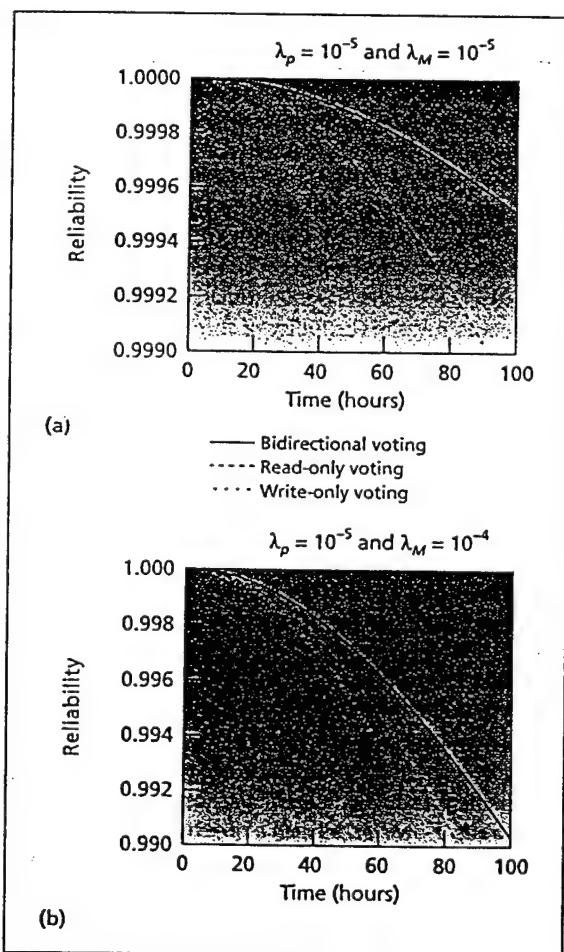 λp = 10⁻⁵ and λM = 10⁻⁵
1.0000
0.9998
0.9996
0.9994
0.9992
0.9990
Reliability
0 20 40 60 80 100
Time (hours)
(a)
Bidirectional voting
Read-only voting
Write-only voting
λp = 10⁻⁵ and λM = 10⁻⁴
1.000
0.998
0.996
0.994
0.992
0.990
Reliability
0 20 40 60 80 100
Time (hours)
(b)